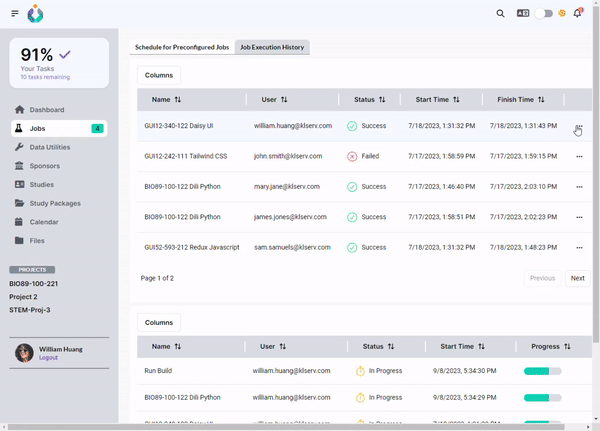 91%
Your Tasks
10 tasks remaining
Dashboard
Jobs 4
Data Utilities
Sponsors
Studies
Study Packages
Calendar
Files
PROJECTS
BIO89-100-221
Project 2
STEM-Proj-3
William Huang
Logout
Schedule for Preconfigured Jobs Job Execution History
Columns
Name User Status Start Time Finish Time
GUI12-340-122 Daisy UI william.huang@klserv.com Success 7/18/2023, 1:31:32 PM 7/18/2023, 1:31:43 PM
GUI12-242-111 Tailwind CSS john.smith@klserv.com Failed 7/17/2023, 1:58:59 PM 7/17/2023, 1:59:15 PM
BIO89-100-122 Dili Python mary.jane@klserv.com Success 7/17/2023, 1:46:40 PM 7/17/2023, 2:03:10 PM
BIO89-100-122 Dili Python james.jones@klserv.com Success 7/17/2023, 1:58:51 PM 7/17/2023, 2:02:23 PM
GUI52-593-212 Redux Javascript sam.samuels@klserv.com Success 7/18/2023, 1:31:32 PM 7/17/2023, 1:48:23 PM
Page 1 of 2 Previous Next
Columns
Name User Status Start Time Progress
Run Build william.huang@klserv.com In Progress 9/8/2023, 5:34:30 PM
BIO89-100-122 Dili Python william.huang@klserv.com In Progress 9/8/2023, 5:34:29 PM